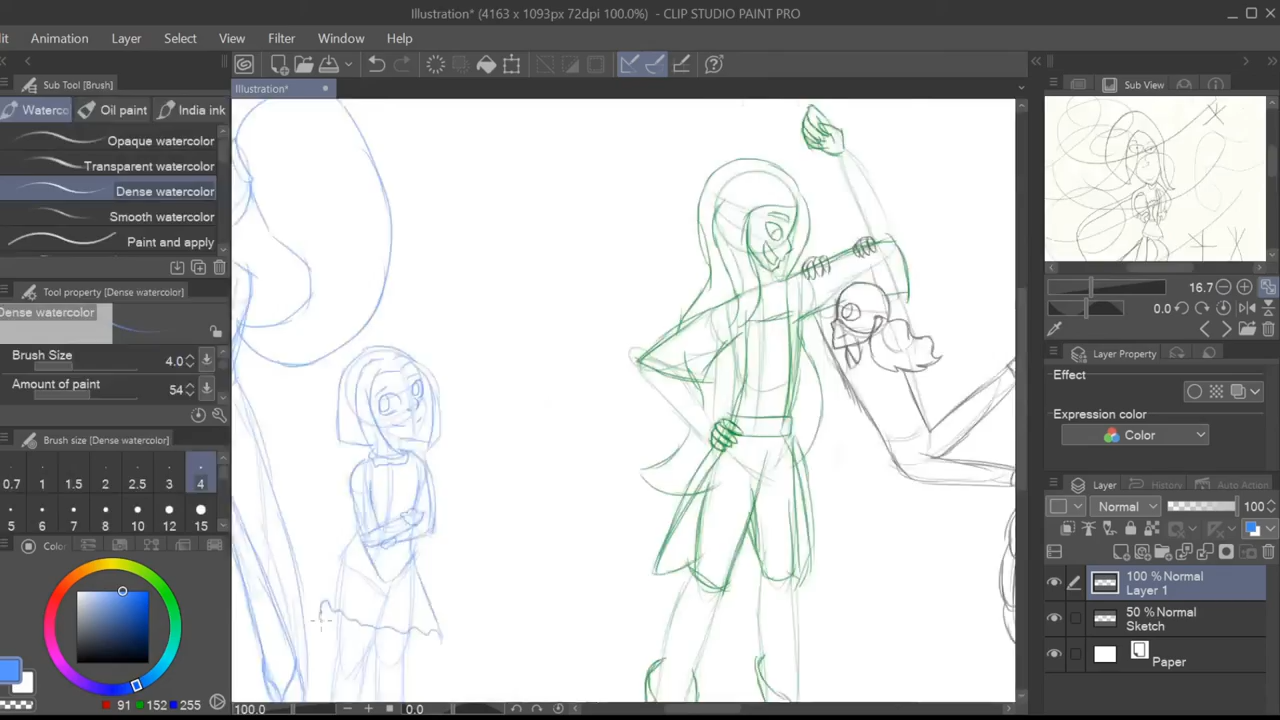 Illustration* (4163 x 1093px 72dpi 100.0%) - CLIP STUDIO PAINT PRO
it Animation Layer Select View Filter Window Help
Sub Tool [Brush]
Illustration*
Sub View
Waterco Oil paint India ink
Opaque watercolor
Transparent watercolor
Dense watercolor
Smooth watercolor
Paint and apply
Tool property [Dense watercolor]
Dense watercolor
Brush Size 4.0
Amount of paint 54
Brush size [Dense watercolor]
0.7 1 1.5 2 2.5 3 4
5 6 7 8 10 12 15
Color
91 152 255
100.0 0.0
16.7
0.0
Layer Property
Effect
Expression color
Color
Layer History Auto Action
Normal 100
100 % Normal
Layer 1
50 % Normal
Sketch
Paper